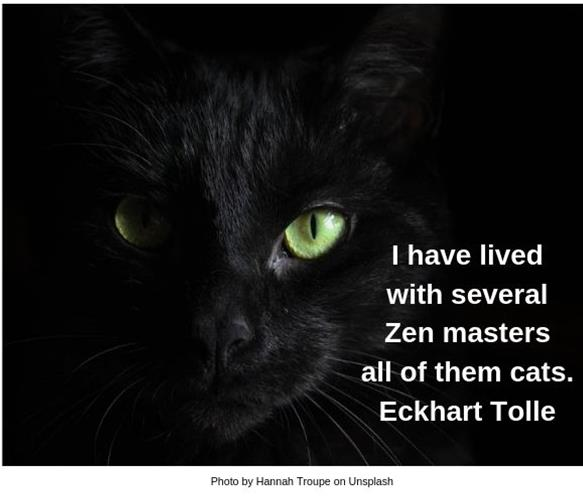 I have lived
with several
Zen masters
all of them cats.
Eckhart Tolle
Photo by Hannah Troupe on Unsplash